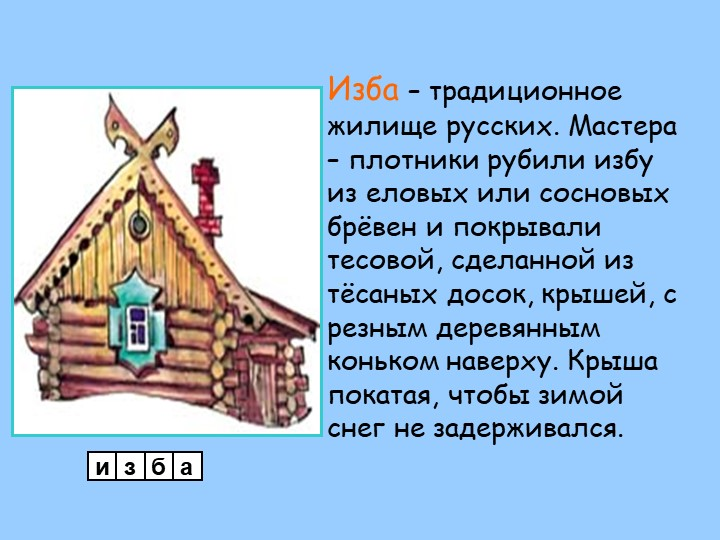 Изба – традиционное
жилище русских. Мастера
– плотники рубили избу
из еловых или сосновых
брёвен и покрывали
тесовой, сделанной из
тёсаных досок, крышей, с
резным деревянным
коньком наверху. Крыша
покатая, чтобы зимой
снег не задерживался.
и з б а